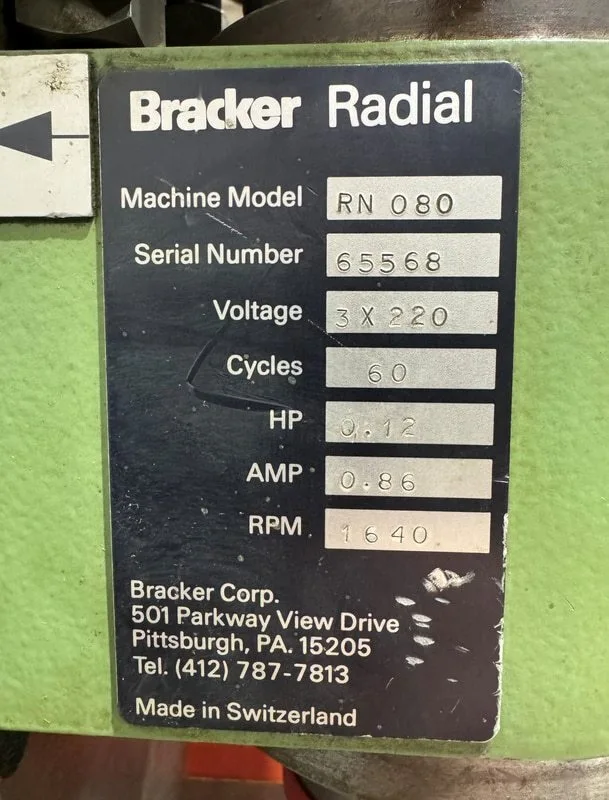 Bracker Radial
Machine Model RN 080
Serial Number 65568
Voltage 3 X 220
Cycles 60
HP 0.12
AMP 0.86
RPM 1640
Bracker Corp.
501 Parkway View Drive
Pittsburgh, PA. 15205
Tel. (412) 787-7813
Made in Switzerland